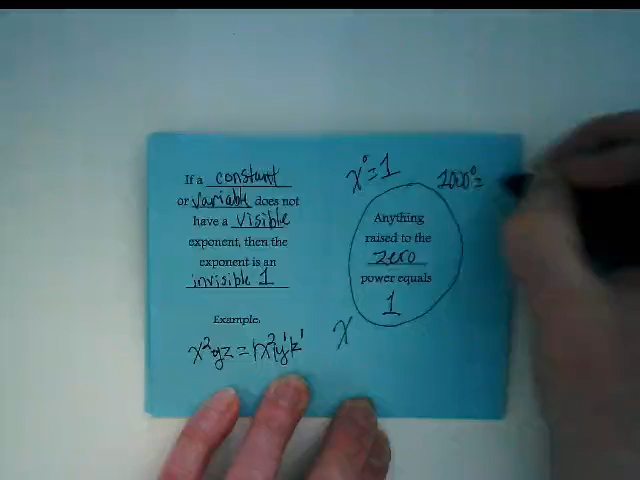 If a constant
or variable does not
have a visible
exponent, then the
exponent is an
invisible 1
Example.
x²yz = 1x²y¹z¹
x⁰ = 1
1000⁰ =
Anything
raised to the
zero
power equals
1
x